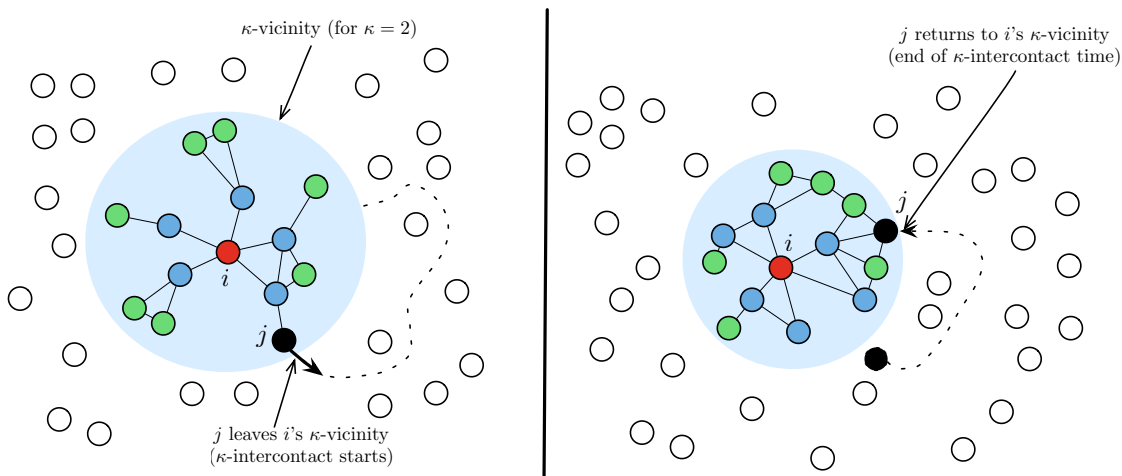 κ-vicinity (for κ = 2)
i
j
j leaves i's κ-vicinity
(κ-intercontact starts)
j returns to i's κ-vicinity
(end of κ-intercontact time)
j
i